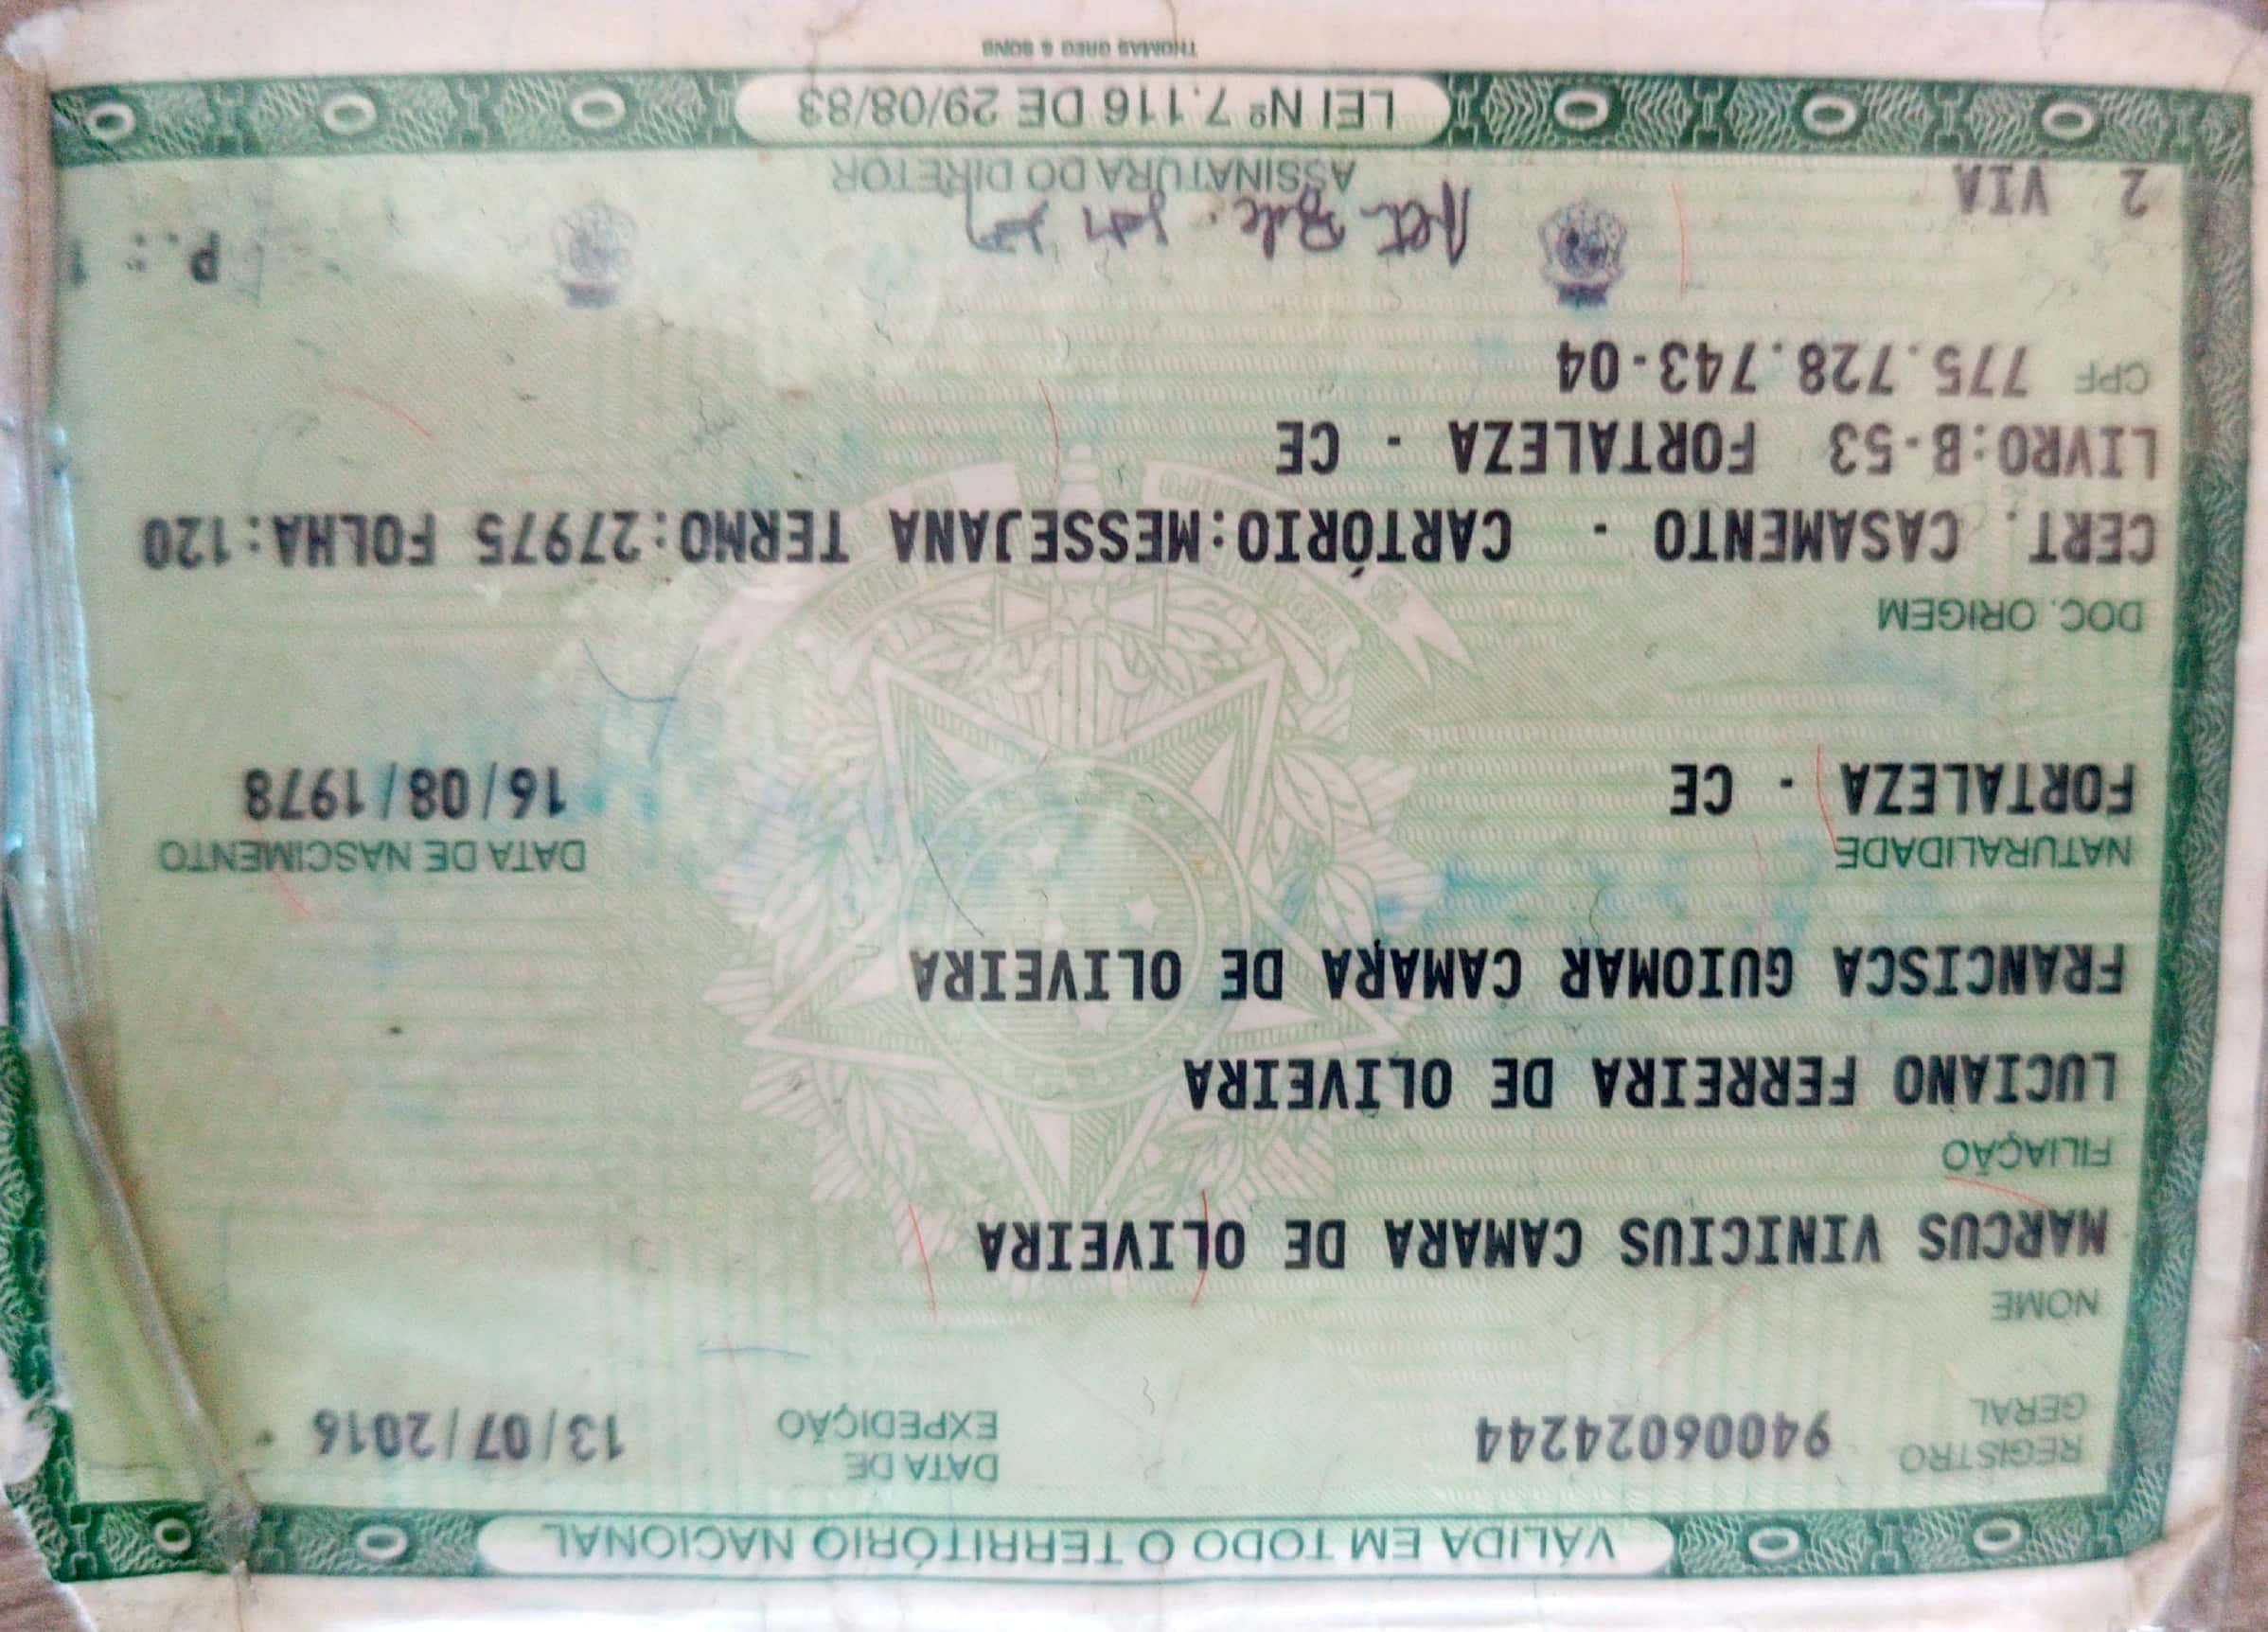 VÁLIDA EM TODO O TERRITÓRIO NACIONAL
REGISTRO GERAL 94006024244 DATA DE EXPEDIÇÃO 13/07/2016
NOME
MARCUS VINICIUS CAMARA DE OLIVEIRA
FILIAÇÃO
LUCIANO FERREIRA DE OLIVEIRA
FRANCISCA GUIOMAR CAMARA DE OLIVEIRA
NATURALIDADE DATA DE NASCIMENTO
FORTALEZA - CE 16/08/1978
DOC. ORIGEM
CERT. CASAMENTO - CARTÓRIO:MESSEJANA TERMO:27975 FOLHA:120
LIVRO:B-53 FORTALEZA - CE
CPF 775.728.743-04
P.: 1
2 VIA
ASSINATURA DO DIRETOR
LEI Nº 7.116 DE 29/08/83
THOMAS GREG & SONS